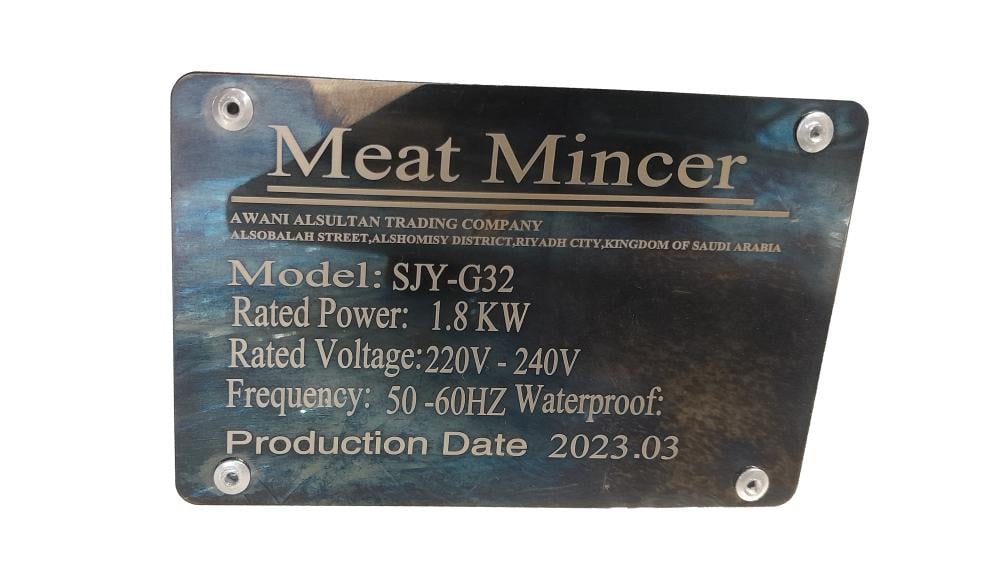 Meat Mincer
AWANI ALSULTAN TRADING COMPANY
ALSOBALAH STREET,ALSHOMISY DISTRICT,RIYADH CITY,KINGDOM OF SAUDI ARABIA
Model: SJY-G32
Rated Power: 1.8 KW
Rated Voltage:220V - 240V
Frequency: 50 -60HZ Waterproof:
Production Date 2023.03